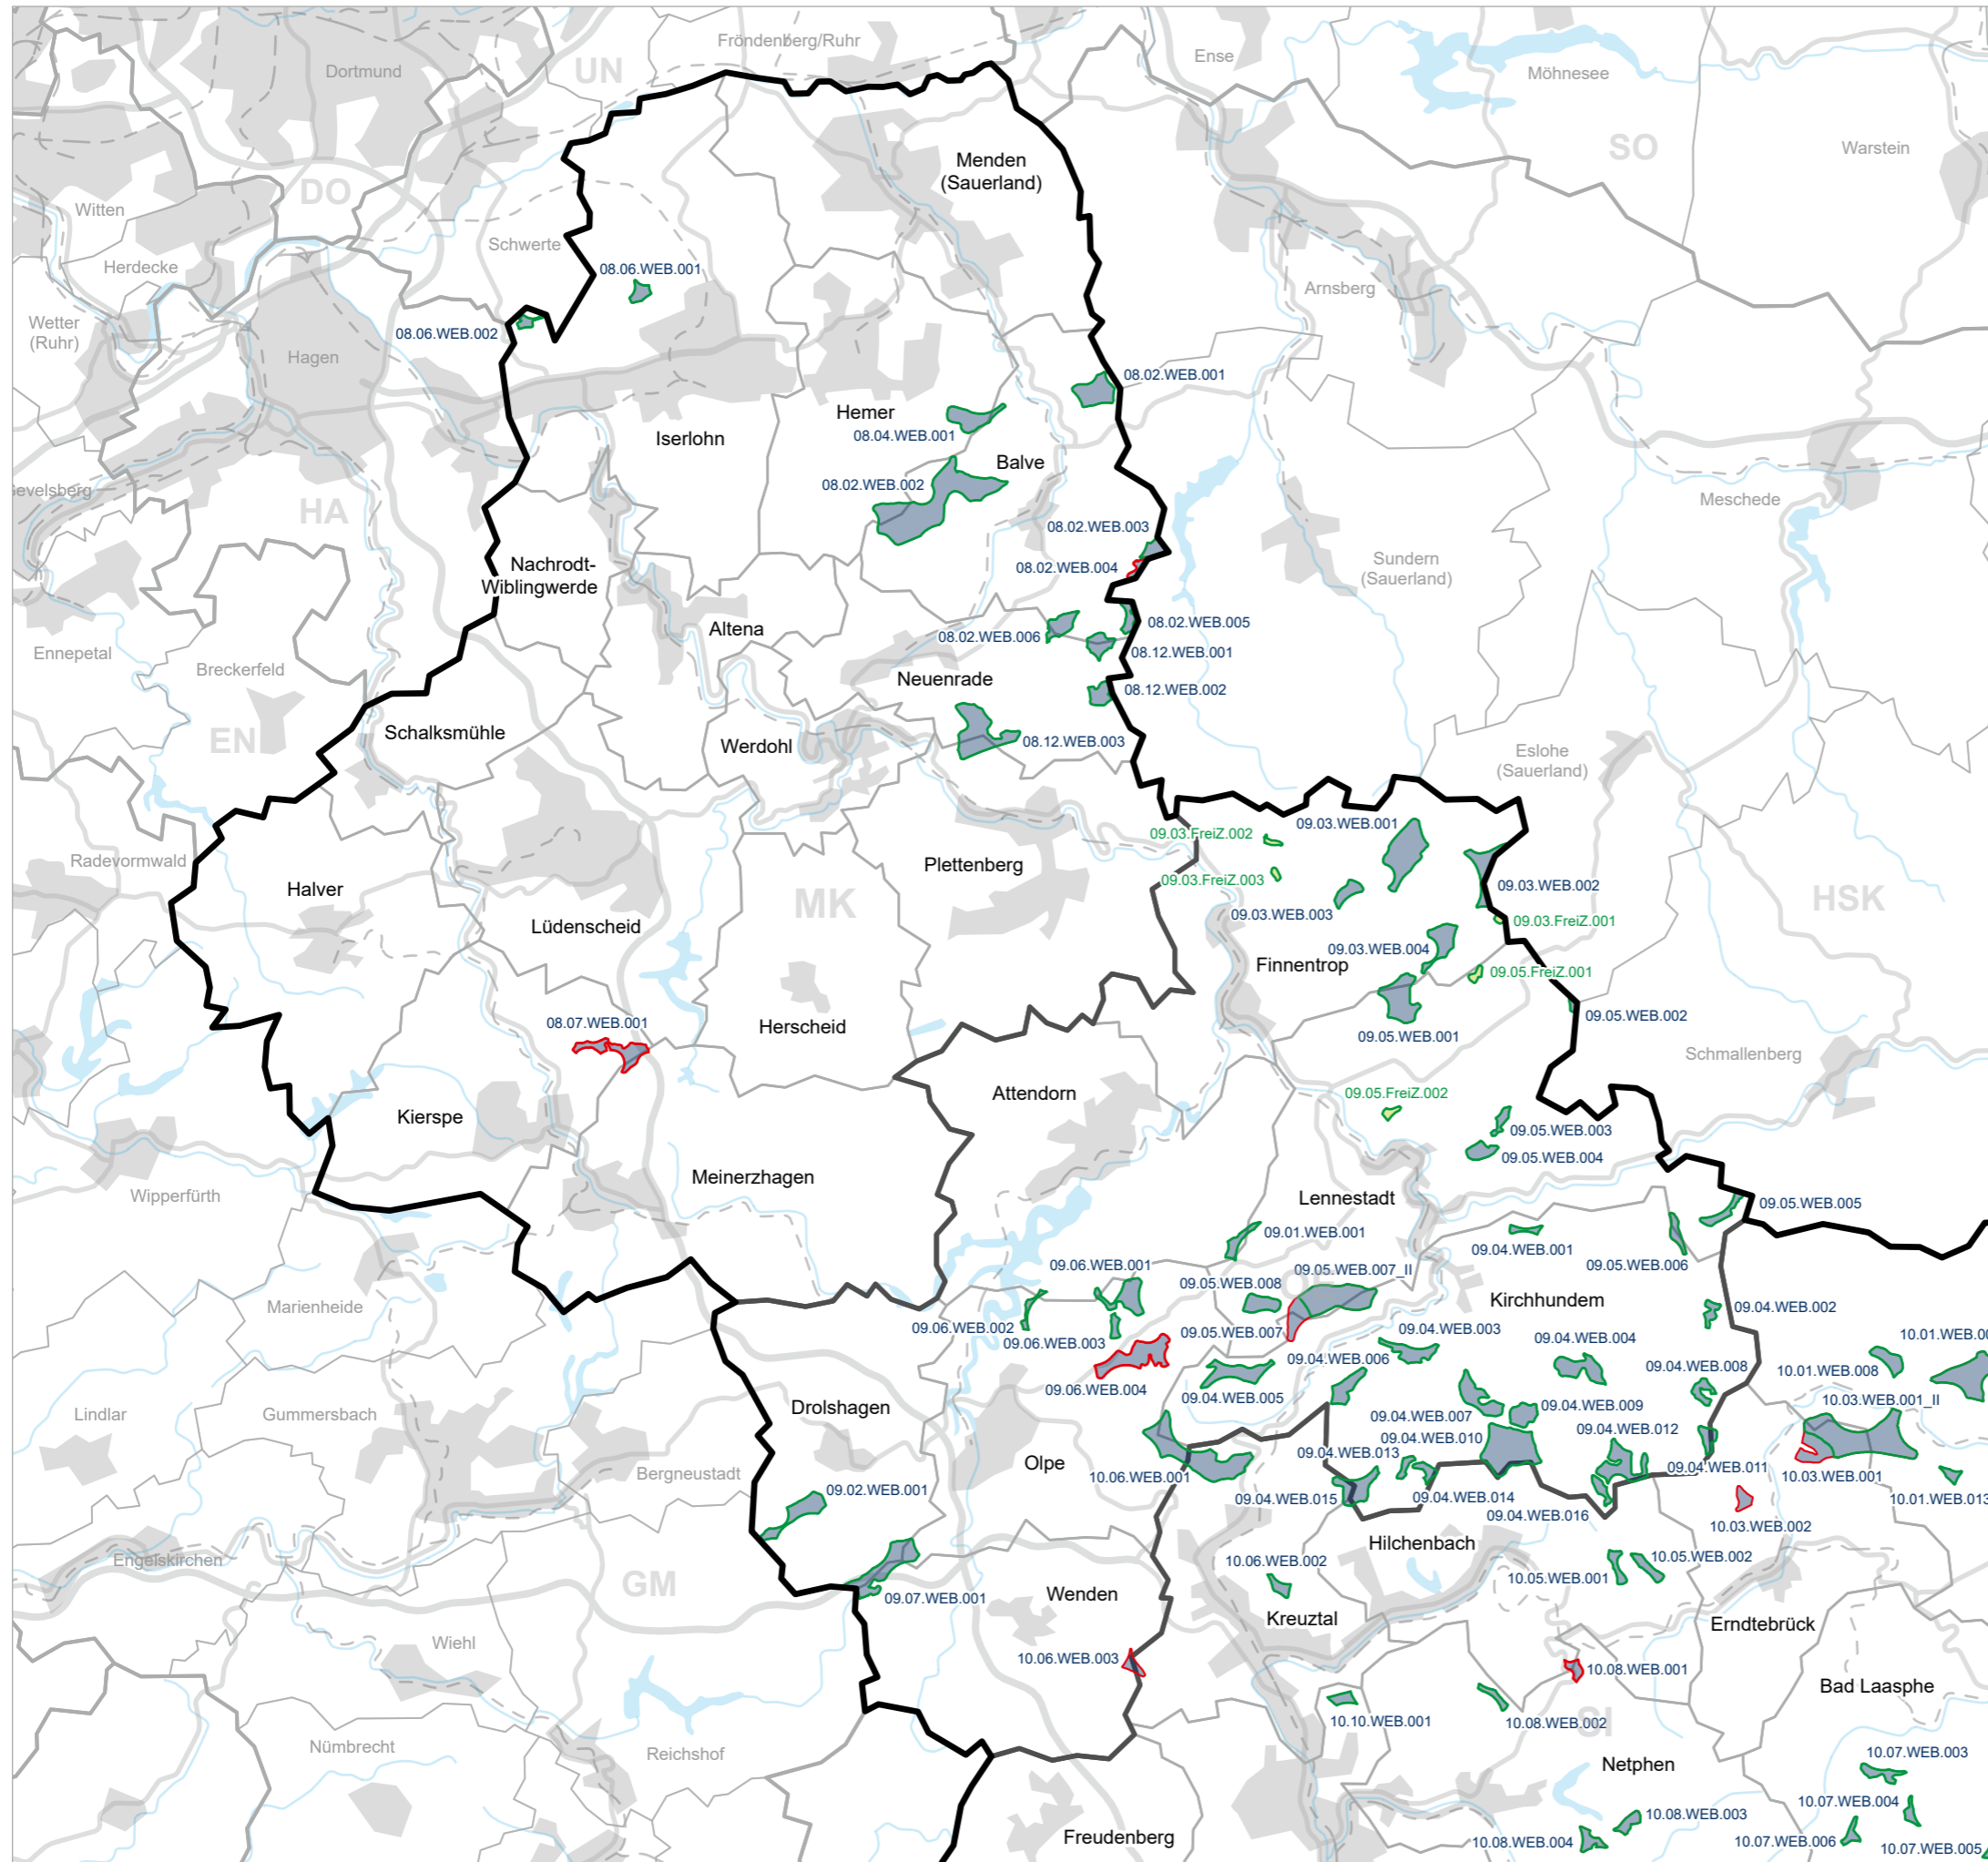 Fröndenberg/Ruhr
Ense
Dortmund
UN
Möhnesee
SO
Warstein
Menden
(Sauerland)
DO
Witten
Schwerte
Herdecke
08.06.WEB.001
Arnsberg
Wetter
(Ruhr)
08.06.WEB.002
Hagen
08.02.WEB.001
Hemer
08.04.WEB.001
Iserlohn
Balve
08.02.WEB.002
Gevelsberg
HA
Meschede
08.02.WEB.003
Nachrodt-
Wiblingwerde
08.02.WEB.004
Sundern
(Sauerland)
Altena
08.02.WEB.005
08.02.WEB.006
08.12.WEB.001
Ennepetal
Breckerfeld
Neuenrade
08.12.WEB.002
EN
Schalksmühle
Werdohl
08.12.WEB.003
Eslohe
(Sauerland)
09.03.WEB.001
09.03.FreiZ.002
Radevormwald
Plettenberg
09.03.FreiZ.003
Halver
MK
09.03.WEB.002
HSK
09.03.WEB.003
09.03.FreiZ.001
Lüdenscheid
09.03.WEB.004
Finnentrop
09.05.FreiZ.001
08.07.WEB.001
Herscheid
09.05.WEB.002
09.05.WEB.001
Schmallenberg
Attendorn
09.05.FreiZ.002
Kierspe
09.05.WEB.003
09.05.WEB.004
Meinerzhagen
Wipperfürth
Lennestadt
09.05.WEB.005
09.01.WEB.001
09.04.WEB.001
09.06.WEB.001
09.05.WEB.006
09.05.WEB.008
09.05.WEB.007_II
Marienheide
Kirchhundem
09.04.WEB.002
09.06.WEB.002
09.06.WEB.003
09.05.WEB.007
09.04.WEB.003
09.04.WEB.004
10.01.WEB.00
09.04.WEB.006
09.04.WEB.008
10.01.WEB.008
09.06.WEB.004
09.04.WEB.005
10.03.WEB.001_II
Drolshagen
Lindlar
Gummersbach
09.04.WEB.007
09.04.WEB.009
09.04.WEB.010
09.04.WEB.012
09.04.WEB.013
Olpe
Bergneustadt
10.06.WEB.001
09.04.WEB.011
10.03.WEB.001
09.02.WEB.001
09.04.WEB.015
09.04.WEB.014
10.01.WEB.013
09.04.WEB.016
10.03.WEB.002
Hilchenbach
Engelskirchen
10.06.WEB.002
10.05.WEB.002
10.05.WEB.001
GM
09.07.WEB.001
Wenden
Kreuztal
Erndtebrück
Wiehl
10.06.WEB.003
10.08.WEB.001
Bad Laasphe
10.10.WEB.001
10.08.WEB.002
SI
Nümbrecht
Reichshof
10.07.WEB.003
Netphen
10.07.WEB.004
10.08.WEB.003
Freudenberg
10.08.WEB.004
10.07.WEB.006
10.07.WEB.005